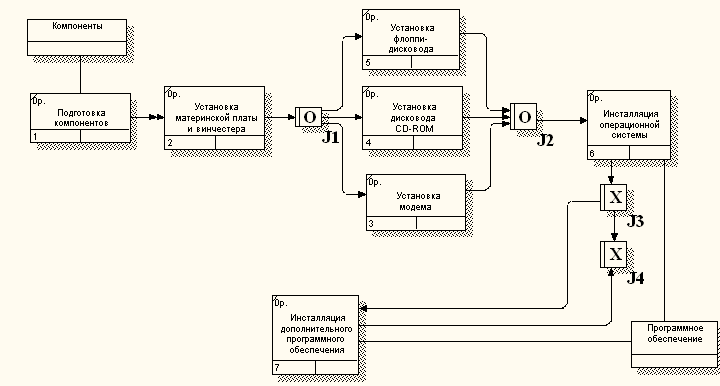 Компоненты
0р.
Подготовка
компонентов
1
0р.
Установка
материнской платы
и винчестера
2
O
J1
0р.
Установка
флоппи-
дисковода
5
0р.
Установка
дисковода
CD-ROM
4
0р.
Установка
модема
3
O
J2
0р.
Инсталляция
операционной
системы
6
X
J3
X
J4
0р.
Инсталляция
дополнительного
программного
обеспечения
7
Программное
обеспечение